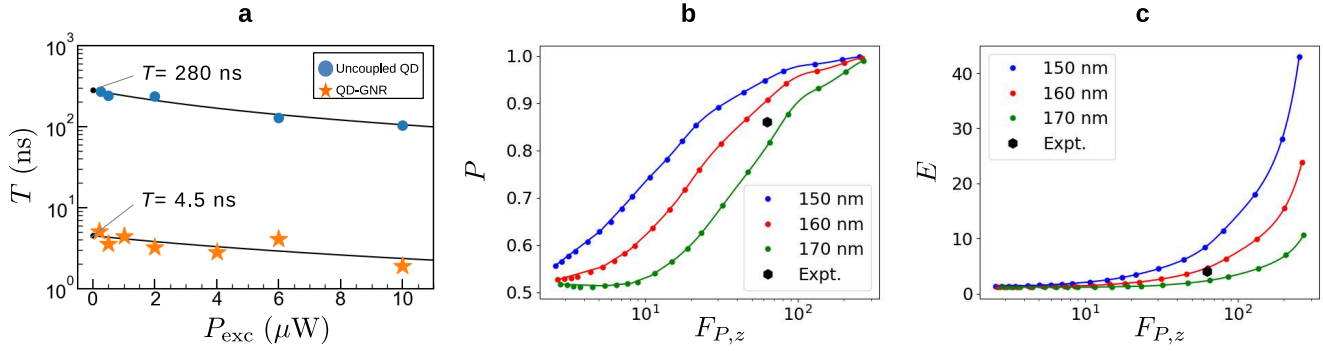 a
T (ns)
10³
10²
10¹
10⁰
T= 280 ns
T= 4.5 ns
Uncoupled QD
QD-GNR
0
2
4
6
8
10
P_exc (μW)
b
P
1.0
0.9
0.8
0.7
0.6
0.5
150 nm
160 nm
170 nm
Expt.
10¹
10²
F_P,z
c
E
40
30
20
10
0
150 nm
160 nm
170 nm
Expt.
10¹
10²
F_P,z